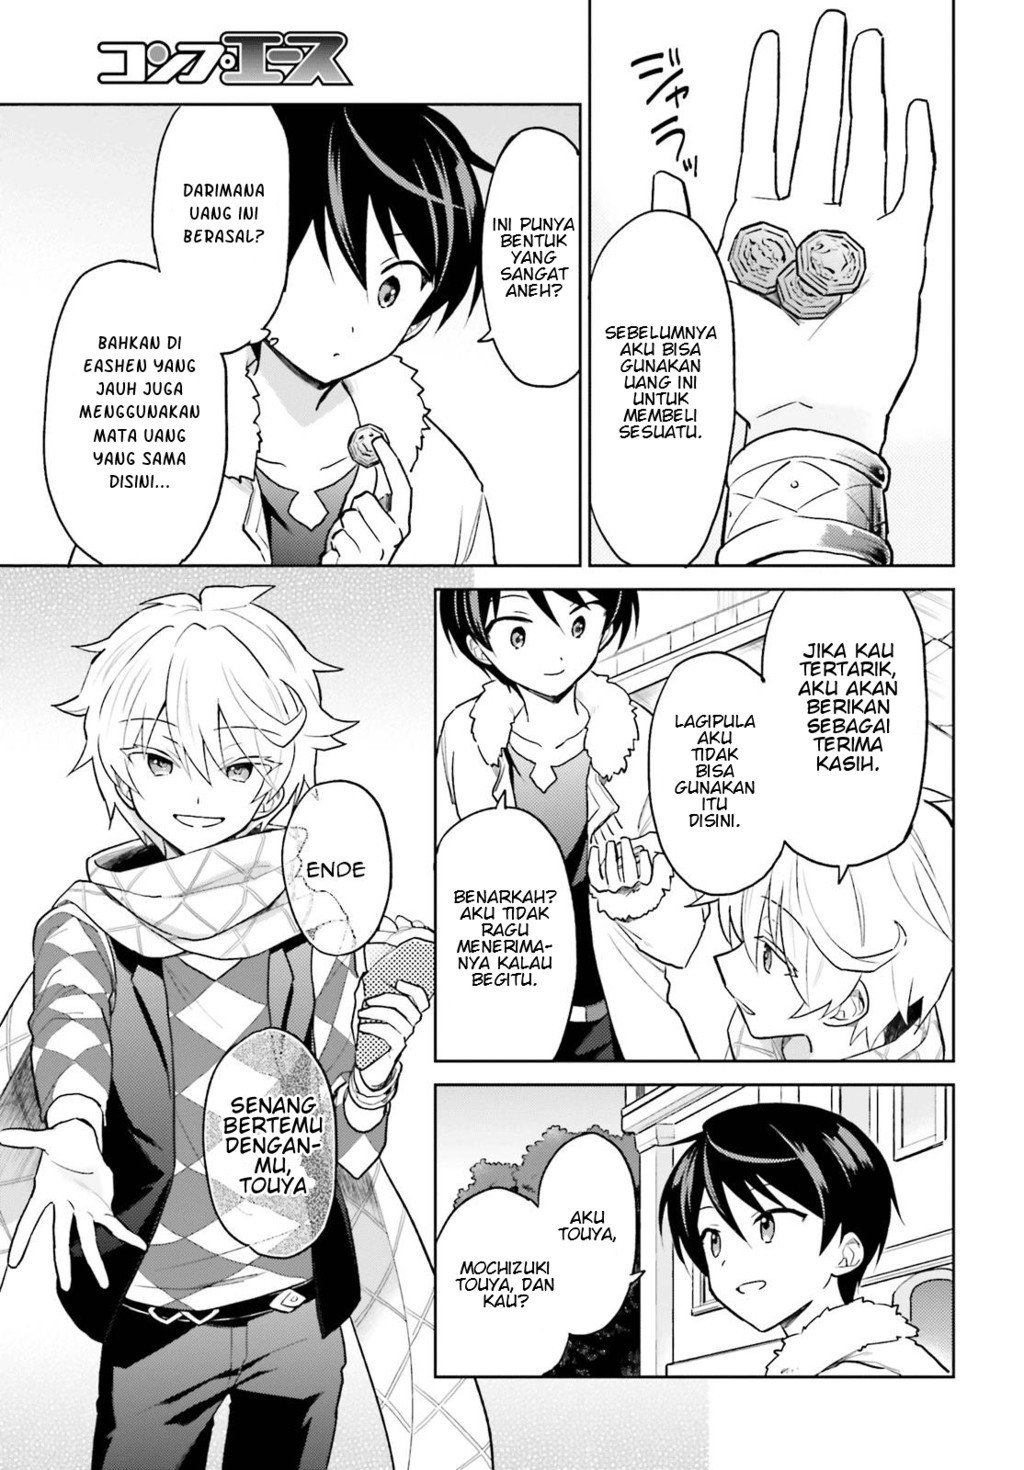 コンプエース
ジャラッ
SEBELUMNYA
AKU BISA
GUNAKAN
UANG INI
UNTUK
MEMBELI
SESUATU.
INI PUNYA
BENTUK
YANG
SANGAT
ANEH?
DARIMANA
UANG INI
BERASAL?
BAHKAN DI
EASHEN YANG
JAUH JUGA
MENGGUNAKAN
MATA UANG
YANG SAMA
DISINI...
JIKA KAU
TERTARIK,
AKU AKAN
BERIKAN
SEBAGAI
TERIMA
KASIH.
LAGIPULA
AKU
TIDAK
BISA
GUNAKAN
ITU
DISINI.
BENARKAH?
AKU TIDAK
RAGU
MENERIMA-
NYA KALAU
BEGITU.
AKU
TOUYA,
MOCHIZUKI
TOUYA, DAN
KAU?
ENDE
SENANG
BERTEMU
DENGAN-
MU,
TOUYA